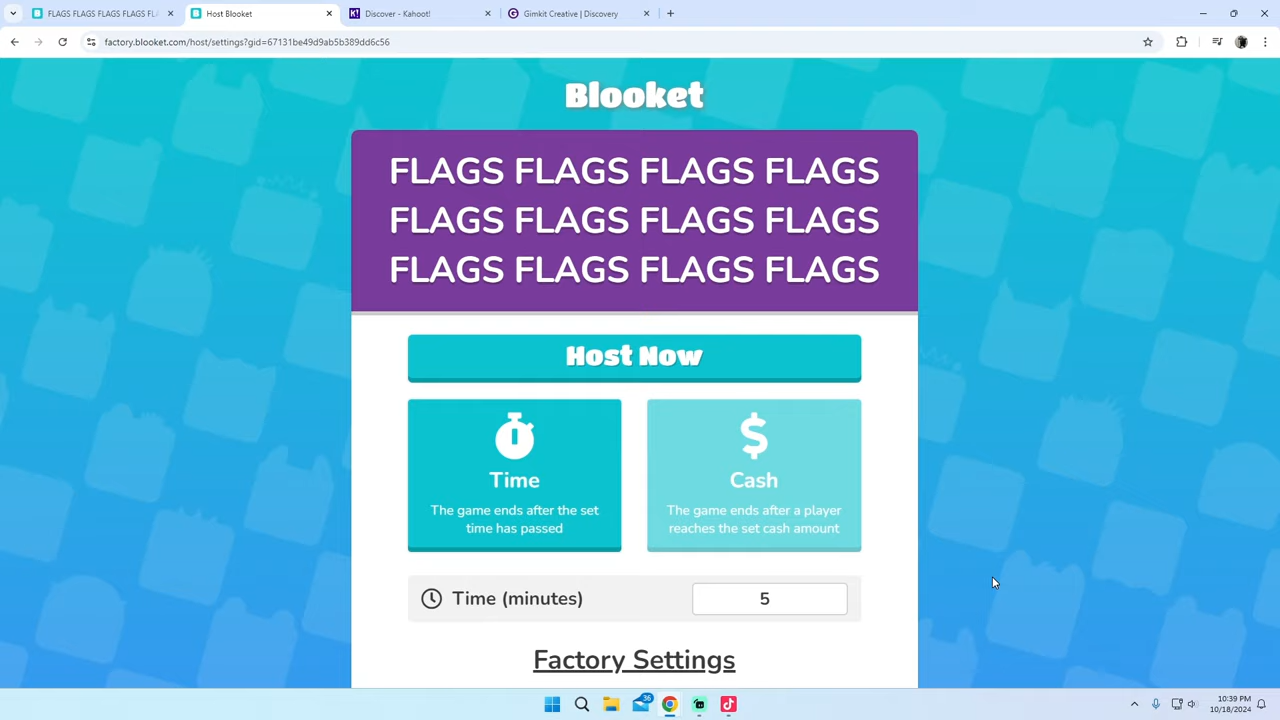 FLAGS FLAGS FLAGS FLAGS FL
Host Blooket
Discover - Kahoot!
Gimkit Creative | Discovery
factory.blooket.com/host/settings?gid=67131be49d9ab5b389dd6c56
Blooket
FLAGS FLAGS FLAGS FLAGS
FLAGS FLAGS FLAGS FLAGS
FLAGS FLAGS FLAGS FLAGS
Host Now
Time
The game ends after the set
time has passed
Cash
The game ends after a player
reaches the set cash amount
Time (minutes)
5
Factory Settings
36
10:39 PM
10/18/2024